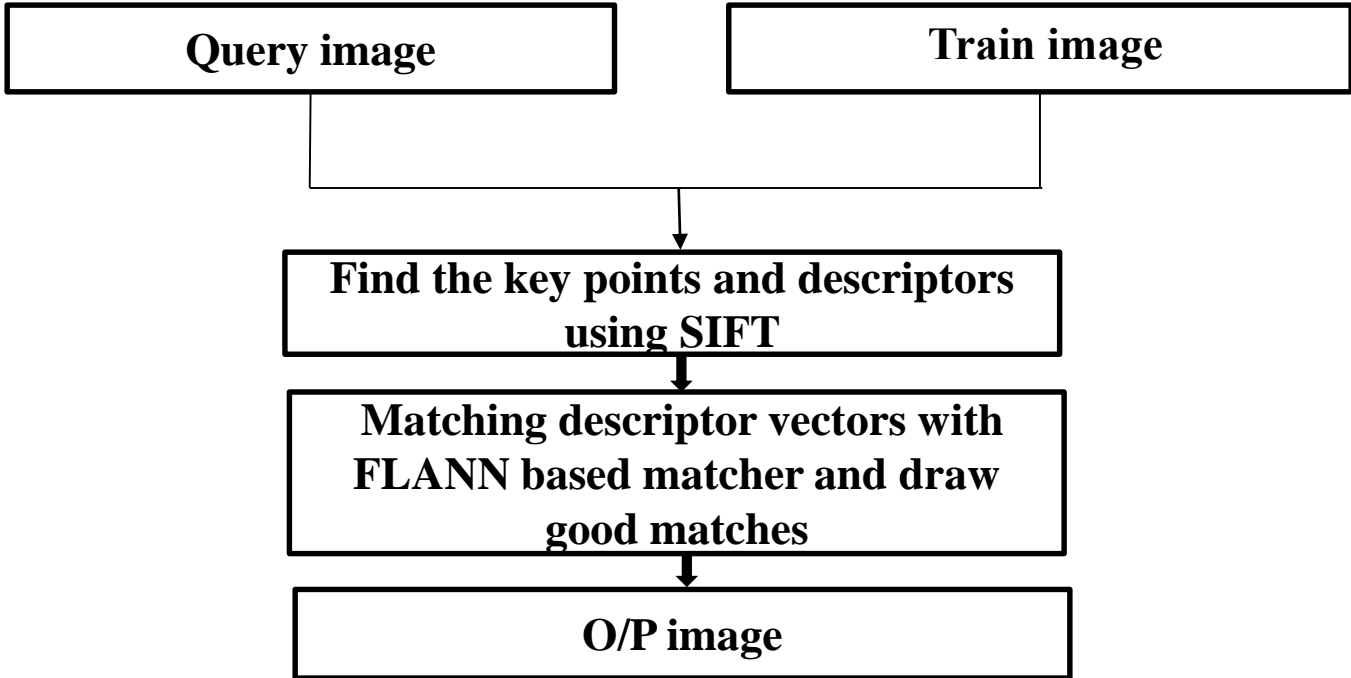 Query image
Train image
Find the key points and descriptors
using SIFT
Matching descriptor vectors with
FLANN based matcher and draw
good matches
O/P image